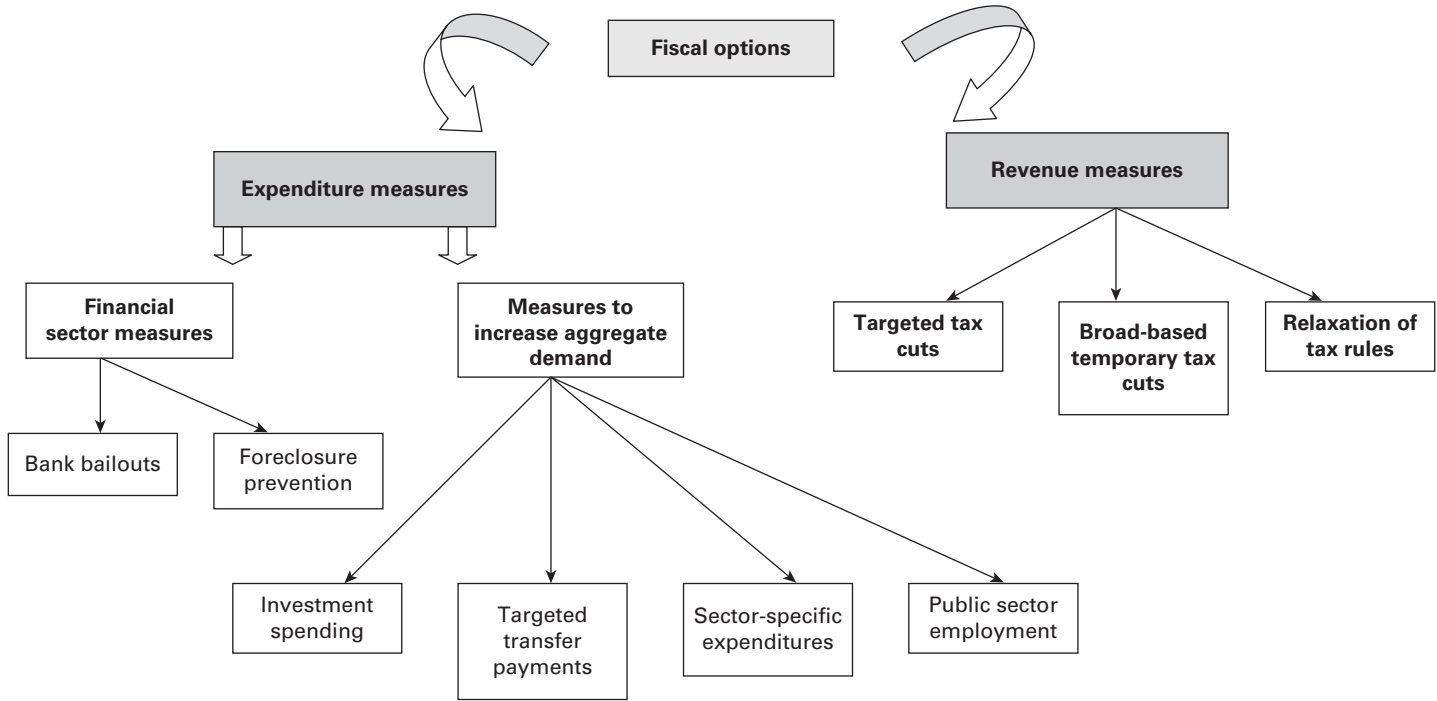 Fiscal options
Expenditure measures
Revenue measures
Financial
sector measures
Measures to
increase aggregate
demand
Targeted tax
cuts
Broad-based
temporary tax
cuts
Relaxation of
tax rules
Bank bailouts
Foreclosure
prevention
Investment
spending
Targeted
transfer
payments
Sector-specific
expenditures
Public sector
employment